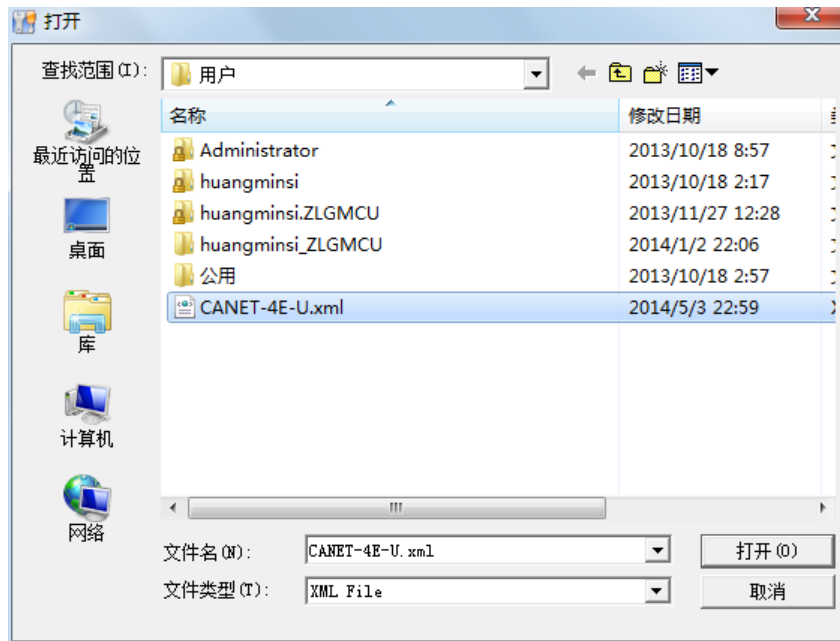 打开
查找范围(I):
用户
最近访问的位置
桌面
库
计算机
网络
名称 修改日期
Administrator 2013/10/18 8:57
huangminsi 2013/10/18 2:17
huangminsi.ZLGMCU 2013/11/27 12:28
huangminsi_ZLGMCU 2014/1/2 22:06
公用 2013/10/18 2:57
CANET-4E-U.xml 2014/5/3 22:59
文件名(N): CANET-4E-U.xml 打开(O)
文件类型(T): XML File 取消